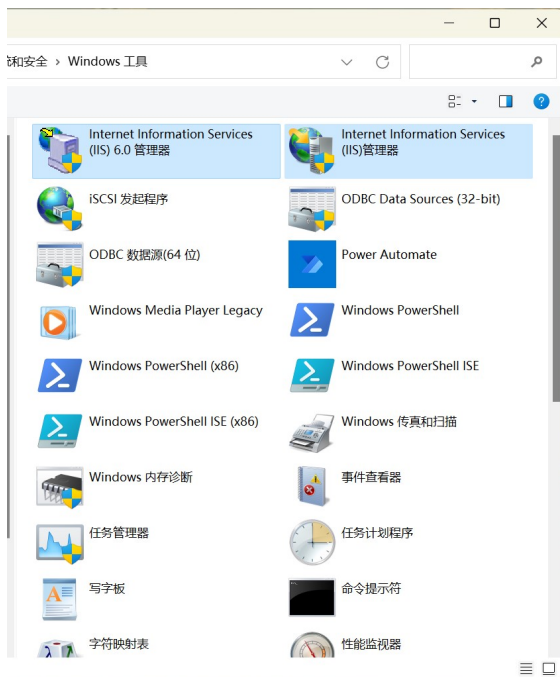 统和安全 › Windows 工具
Internet Information Services
(IIS) 6.0 管理器
Internet Information Services
(IIS)管理器
iSCSI 发起程序
ODBC Data Sources (32-bit)
ODBC 数据源(64 位)
Power Automate
Windows Media Player Legacy
Windows PowerShell
Windows PowerShell (x86)
Windows PowerShell ISE
Windows PowerShell ISE (x86)
Windows 传真和扫描
Windows 内存诊断
事件查看器
任务管理器
任务计划程序
写字板
命令提示符
字符映射表
性能监视器